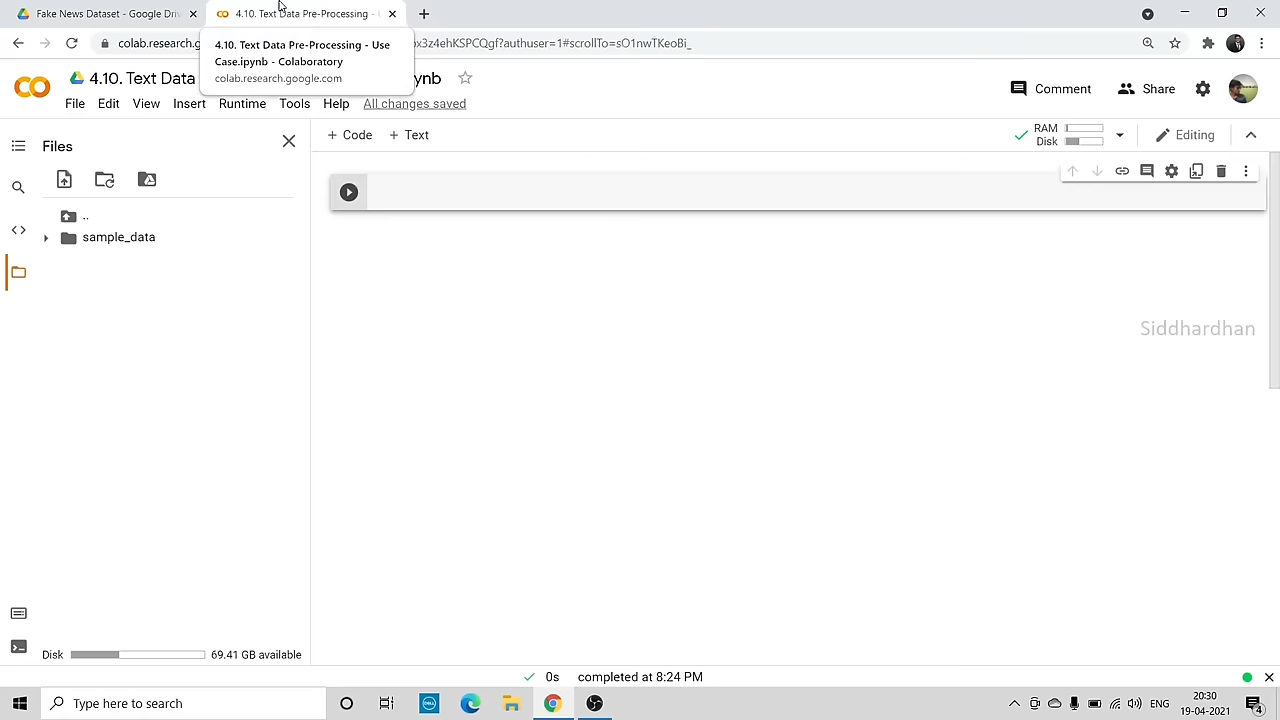 Fake News Dataset - Google Dri
4.10. Text Data Pre-Processing -
colab.research.g
ox3z4ehKSPCQgf?authuser=1#scrollTo=sO1nwTKeoBi_
4.10. Text Data Pre-Processing - Use
Case.ipynb - Colaboratory
colab.research.google.com
4.10. Text Data
ynb
Comment
Share
File Edit View Insert Runtime Tools Help All changes saved
Files
+ Code + Text
RAM
Disk
Editing
..
sample_data
Siddhardhan
Disk
69.41 GB available
0s completed at 8:24 PM
Type here to search
DELL
ENG
20:30
19-04-2021
4